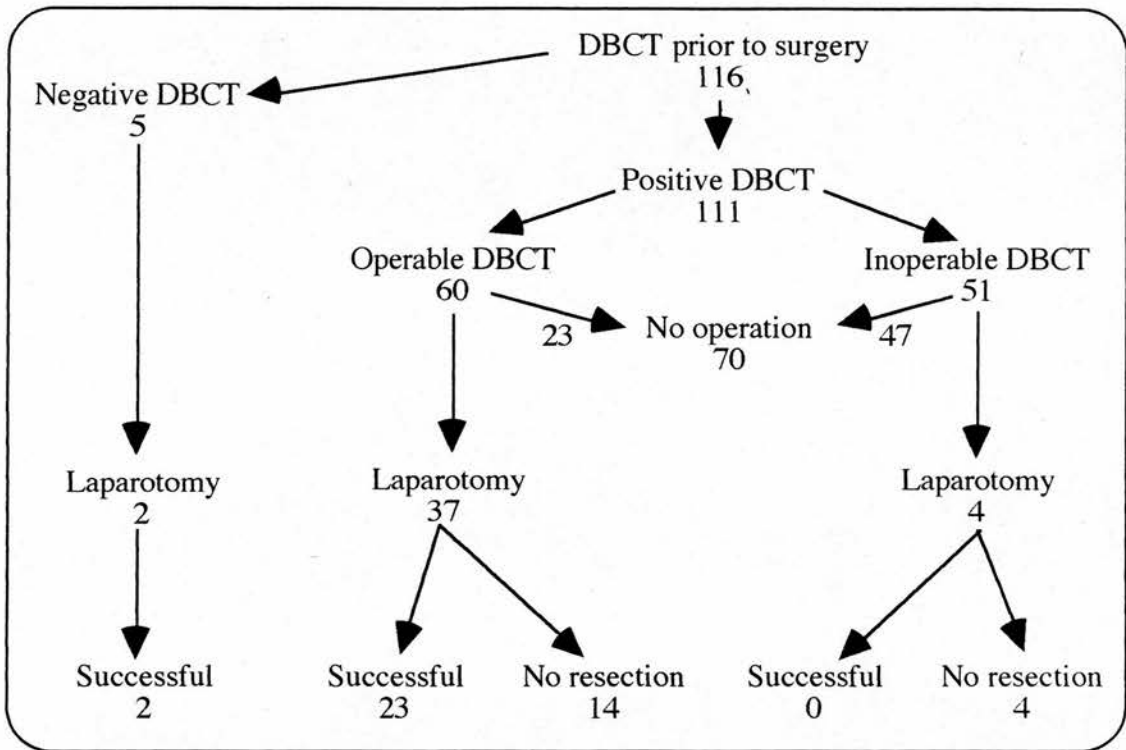 DBCT prior to surgery
116
Negative DBCT
5
Positive DBCT
111
Operable DBCT
60
Inoperable DBCT
51
23
No operation
70
47
Laparotomy
2
Laparotomy
37
Laparotomy
4
Successful
2
Successful
23
No resection
14
Successful
0
No resection
4